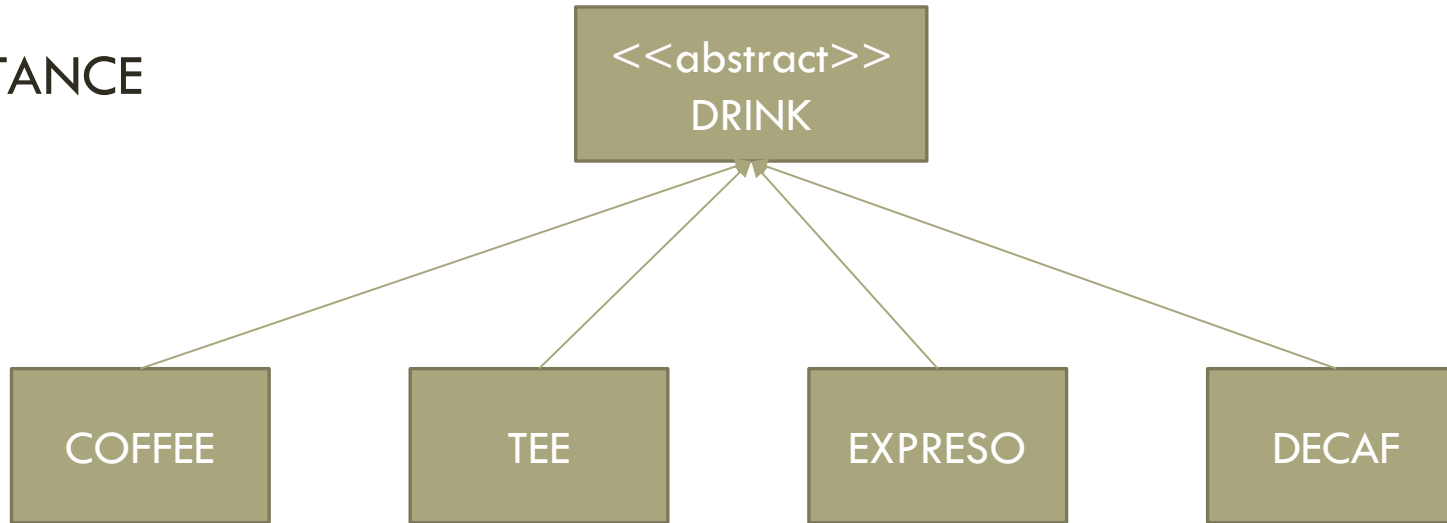 TANCE
<<abstract>>
DRINK
COFFEE
TEE
EXPRESO
DECAF